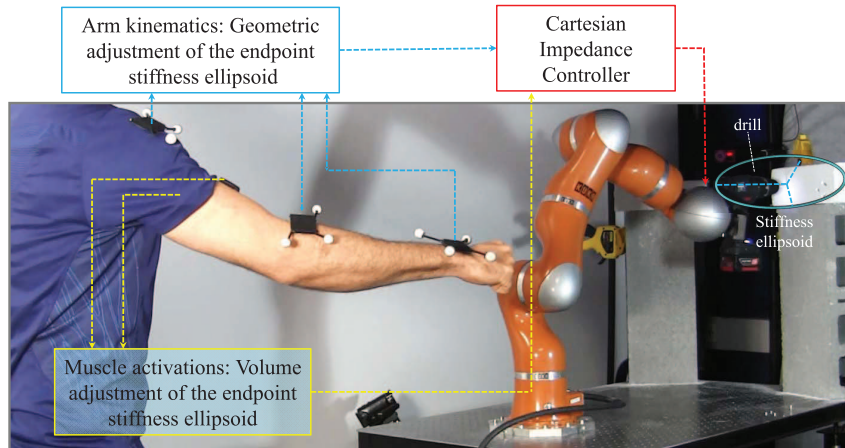 Arm kinematics: Geometric
adjustment of the endpoint
stiffness ellipsoid
Cartesian
Impedance
Controller
drill
Stiffness
ellipsoid
KUKA
Muscle activations: Volume
adjustment of the endpoint
stiffness ellipsoid